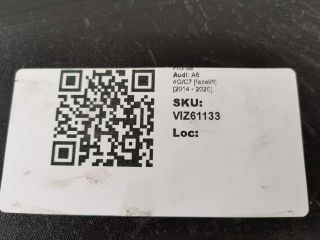 Audi: A6
4G/C7 [facelift]
[2014 - 2020]
SKU:
VIZ61133
Loc: